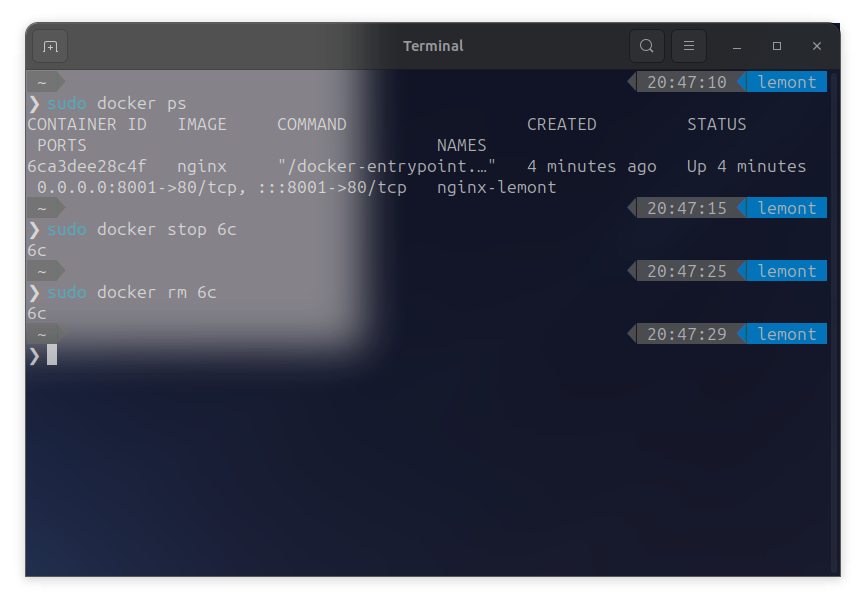 Terminal
~ 20:47:10 lemont
❯ sudo docker ps
CONTAINER ID IMAGE COMMAND CREATED STATUS
PORTS NAMES
6ca3dee28c4f nginx "/docker-entrypoint.…" 4 minutes ago Up 4 minutes
0.0.0.0:8001->80/tcp, :::8001->80/tcp nginx-lemont
~ 20:47:15 lemont
❯ sudo docker stop 6c
6c
~ 20:47:25 lemont
❯ sudo docker rm 6c
6c
~ 20:47:29 lemont
❯